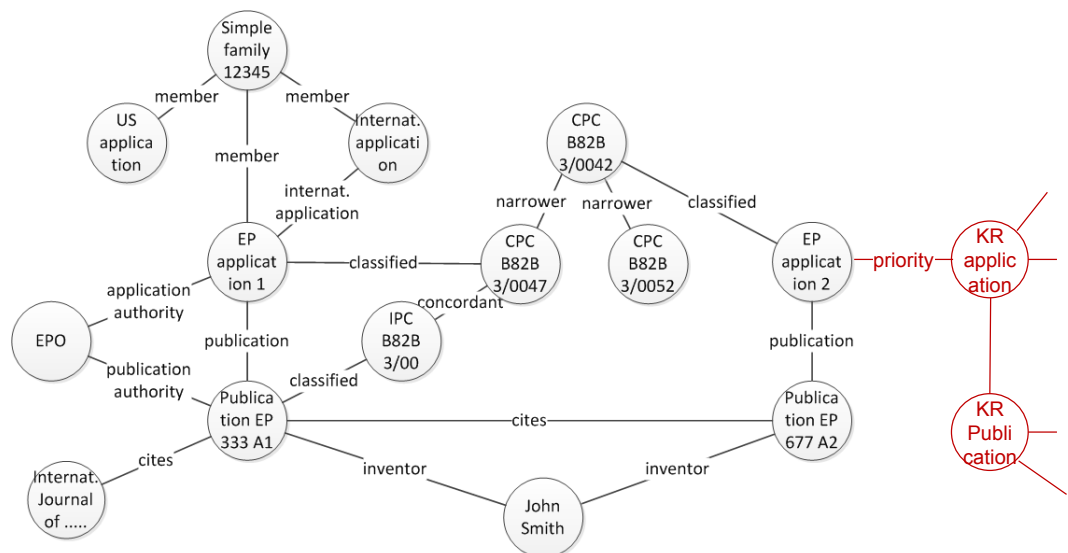 Simple
family
12345
member
member
US
applica
tion
Internat.
applicati
on
member
CPC
B82B
3/0042
internat.
application
narrower
narrower
classified
EP
applicat
ion 1
classified
CPC
B82B
3/0047
CPC
B82B
3/0052
EP
applicat
ion 2
priority
KR
applic
ation
application
authority
concordant
EPO
publication
IPC
B82B
3/00
publication
publication
authority
classified
Publica
tion EP
333 A1
cites
Publica
tion EP
677 A2
KR
Publi
cation
cites
inventor
inventor
Internat.
Journal
of .....
John
Smith